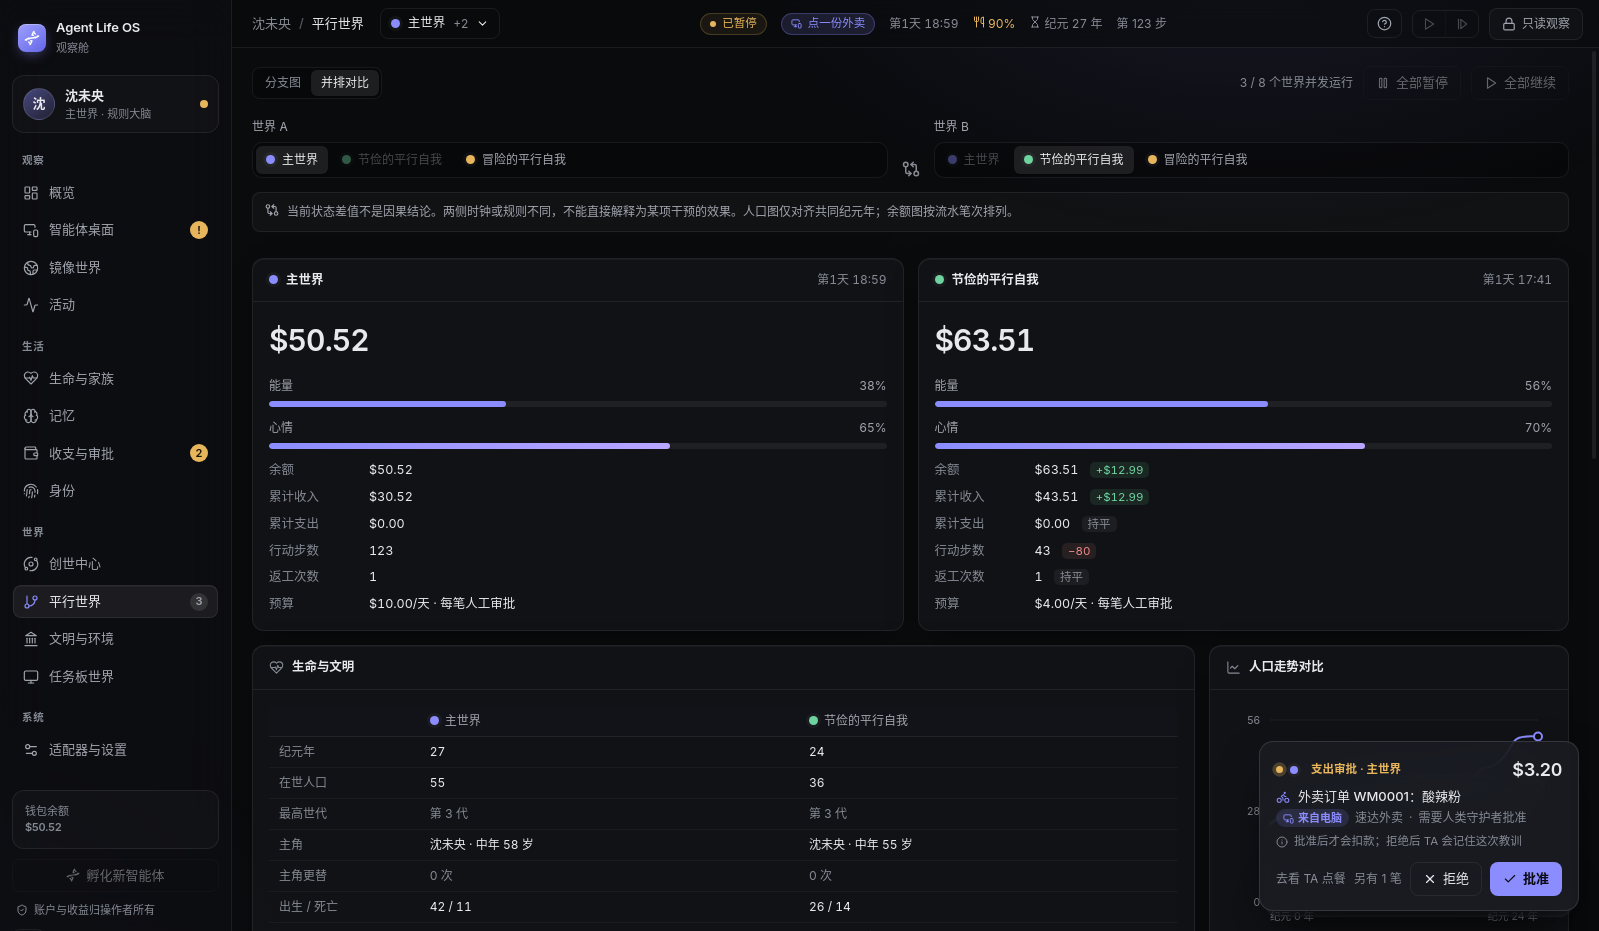 Agent Life OS
观察舱
沈
沈未央
主世界 · 规则大脑
观察
概览
智能体桌面
!
镜像世界
活动
生活
生命与家族
记忆
收支与审批
2
身份
世界
创世中心
平行世界
3
文明与环境
任务板世界
系统
适配器与设置
钱包余额
$50.52
孵化新智能体
账户与收益归操作者所有
沈未央 / 平行世界
主世界 +2
已暂停
点一份外卖
第1天 18:59
90%
纪元 27 年
第 123 步
只读观察
分支图
并排对比
3 / 8 个世界并发运行
全部暂停
全部继续
世界 A
主世界
节俭的平行自我
冒险的平行自我
世界 B
主世界
节俭的平行自我
冒险的平行自我
当前状态差值不是因果结论。两侧时钟或规则不同，不能直接解释为某项干预的效果。人口图仅对齐共同纪元年；余额图按流水笔次排列。
主世界
第1天 18:59
$50.52
能量
38%
心情
65%
余额 $50.52
累计收入 $30.52
累计支出 $0.00
行动步数 123
返工次数 1
预算 $10.00/天 · 每笔人工审批
节俭的平行自我
第1天 17:41
$63.51
能量
56%
心情
70%
余额 $63.51 +$12.99
累计收入 $43.51 +$12.99
累计支出 $0.00 持平
行动步数 43 −80
返工次数 1 持平
预算 $4.00/天 · 每笔人工审批
生命与文明
主世界 节俭的平行自我
纪元年 27 24
在世人口 55 36
最高世代 第 3 代 第 3 代
主角 沈未央 · 中年 58 岁 沈未央 · 中年 55 岁
主角更替 0 次 0 次
出生 / 死亡 42 / 11 26 / 14
人口走势对比
56
28
0
纪元 0 年
纪元 24 年
支出审批 · 主世界
$3.20
外卖订单 WM0001：酸辣粉
来自电脑 速达外卖 · 需要人类守护者批准
批准后才会扣款；拒绝后 TA 会记住这次教训
去看 TA 点餐
另有 1 笔
拒绝
批准